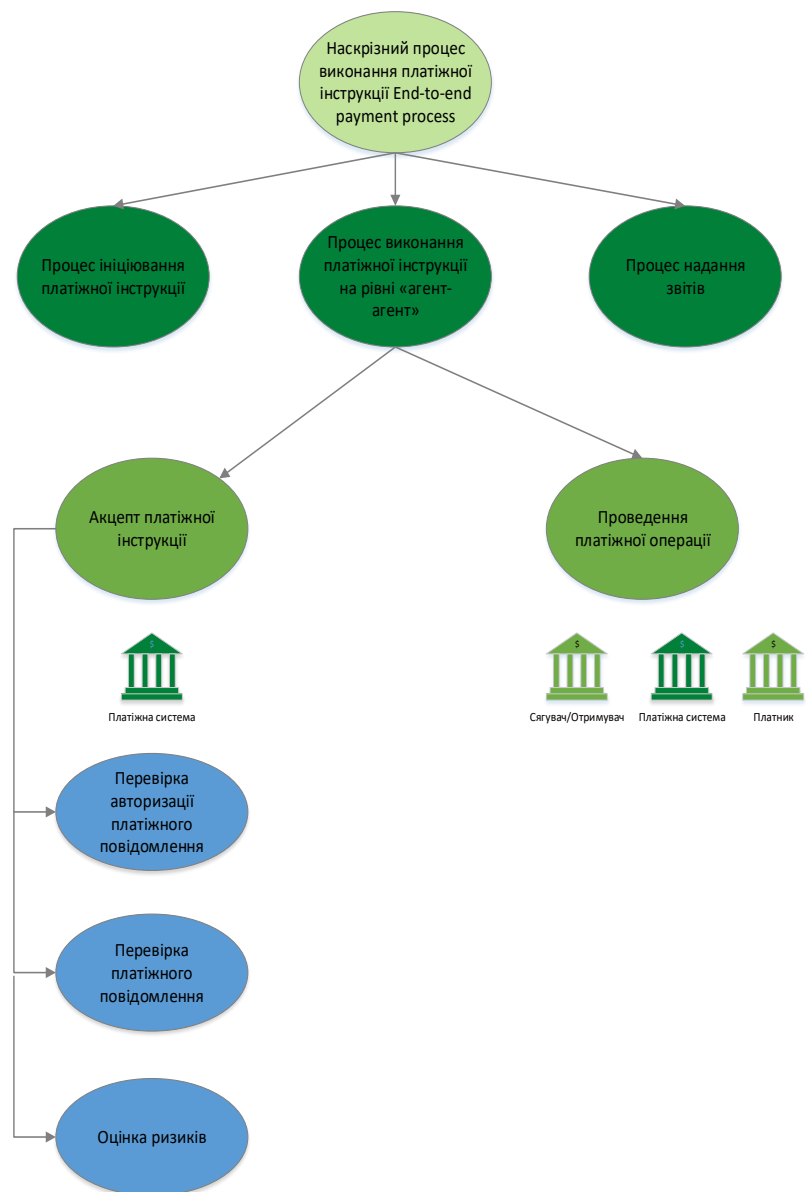 Наскрізний процес
виконання платіжної
інструкції End-to-end
payment process
Процес ініціювання
платіжної інструкції
Процес виконання
платіжної інструкції
на рівні «агент-
агент»
Процес надання
звітів
Акцепт платіжної
інструкції
Проведення
платіжної операції
$
$
$
$
Платіжна система
Сягувач/Отримувач
Платіжна система
Платник
Перевірка
авторизації
платіжного
повідомлення
Перевірка
платіжного
повідомлення
Оцінка ризиків